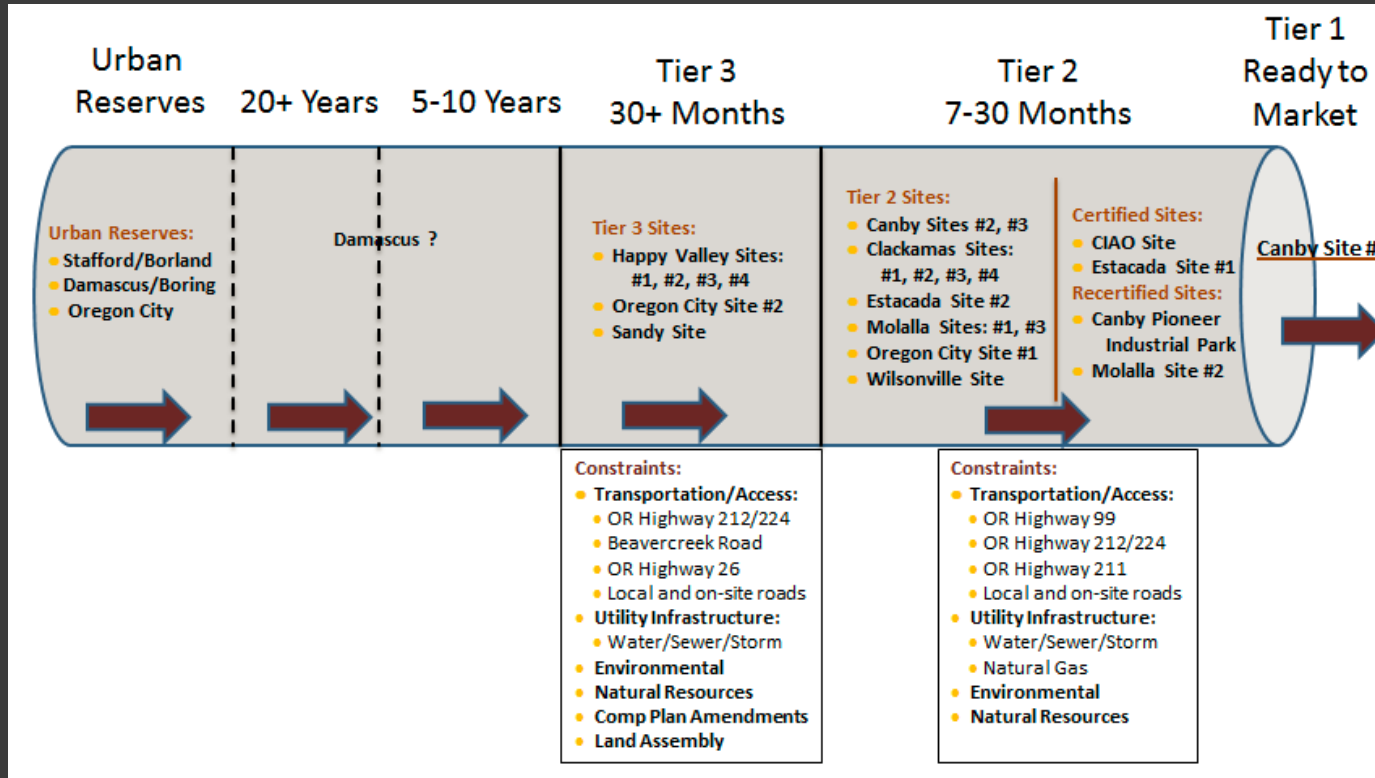 Urban
Reserves
20+ Years
5-10 Years
Tier 3
30+ Months
Tier 2
7-30 Months
Tier 1
Ready to
Market
Urban Reserves:
Stafford/Borland
Damascus/Boring
Oregon City
Damascus ?
Tier 3 Sites:
Happy Valley Sites:
#1, #2, #3, #4
Oregon City Site #2
Sandy Site
Tier 2 Sites:
Canby Sites #2, #3
Clackamas Sites:
#1, #2, #3, #4
Estacada Site #2
Molalla Sites: #1, #3
Oregon City Site #1
Wilsonville Site
Certified Sites:
CIAO Site
Estacada Site #1
Recertified Sites:
Canby Pioneer
Industrial Park
Molalla Site #2
Canby Site #
Constraints:
Transportation/Access:
OR Highway 212/224
Beavercreek Road
OR Highway 26
Local and on-site roads
Utility Infrastructure:
Water/Sewer/Storm
Environmental
Natural Resources
Comp Plan Amendments
Land Assembly
Constraints:
Transportation/Access:
OR Highway 99
OR Highway 212/224
OR Highway 211
Local and on-site roads
Utility Infrastructure:
Water/Sewer/Storm
Natural Gas
Environmental
Natural Resources